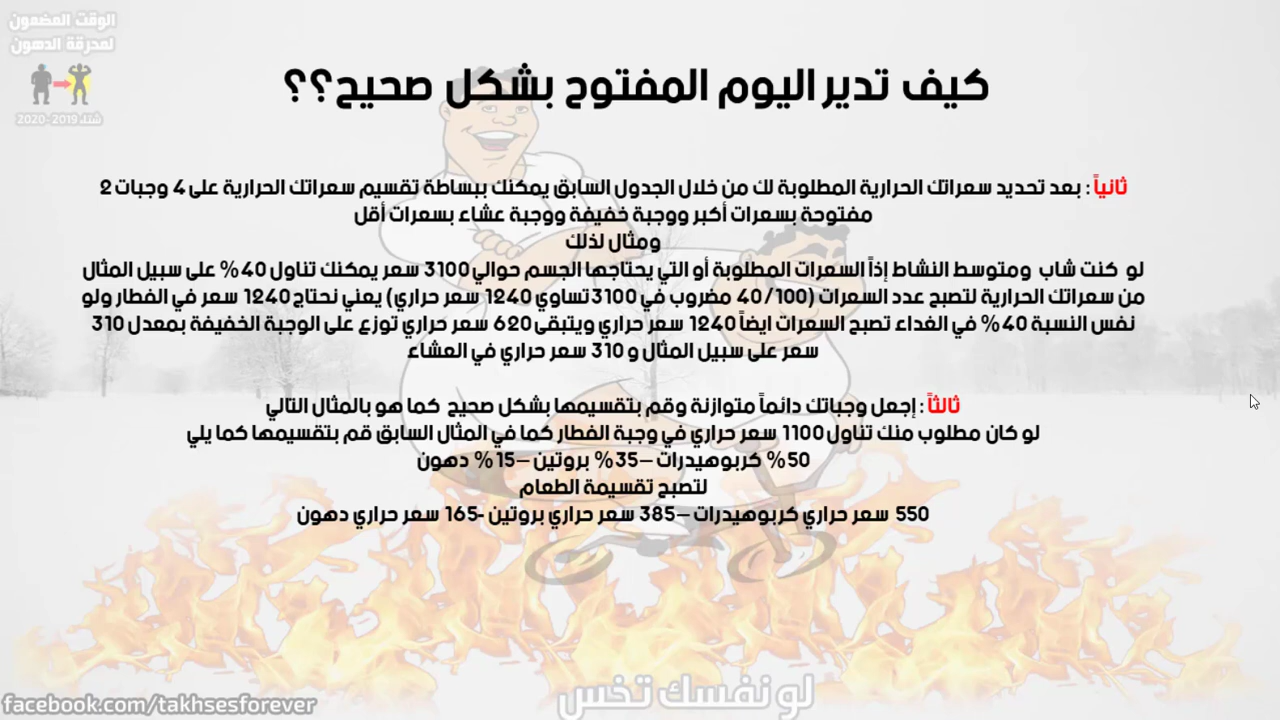 الوقت المضمون
لمحرقة الدهون
شتاء 2019-2020
كيف تدير اليوم المفتوح بشكل صحيح؟؟
ثانياً : بعد تحديد سعراتك الحرارية المطلوبة لك من خلال الجدول السابق يمكنك ببساطة تقسيم سعراتك الحرارية على 4 وجبات 2
مفتوحة بسعرات أكبر ووجبة خفيفة ووجبة عشاء بسعرات أقل
ومثال لذلك
لو كنت شاب ومتوسط النشاط إذاً السعرات المطلوبة أو التي يحتاجها الجسم حوالي 3100 سعر يمكنك تناول 40% على سبيل المثال
من سعراتك الحرارية لتصبح عدد السعرات (40/100 مضروب في 3100 تساوي 1240 سعر حراري) يعني نحتاج 1240 سعر في الفطار ولو
نفس النسبة 40% في الغداء تصبح السعرات ايضاً 1240 سعر حراري ويتبقى 620 سعر حراري توزع على الوجبة الخفيفة بمعدل 310
سعر على سبيل المثال و 310 سعر حراري في العشاء
ثالثاً : إجعل وجباتك دائماً متوازنة وقم بتقسيمها بشكل صحيح كما هو بالمثال التالي
لو كان مطلوب منك تناول 1100 سعر حراري في وجبة الفطار كما في المثال السابق قم بتقسيمها كما يلي
50% كربوهيدرات –35% بروتين –15% دهون
لتصبح تقسيمة الطعام
550 سعر حراري كربوهيدرات –385 سعر حراري بروتين -165 سعر حراري دهون
لو نفسك تخس
facebook.com/takhsesforever